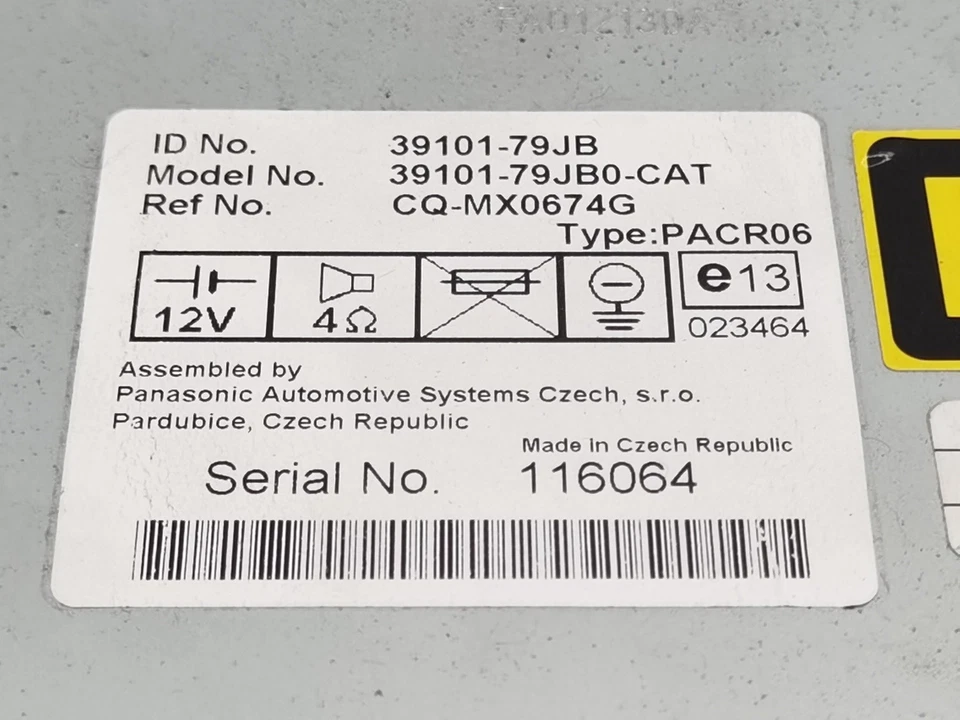 ID No. 39101-79JB
Model No. 39101-79JB0-CAT
Ref No. CQ-MX0674G
Type:PACR06
12V 4Ω e13
023464
Assembled by
Panasonic Automotive Systems Czech, s.r.o.
Pardubice, Czech Republic
Made in Czech Republic
Serial No. 116064